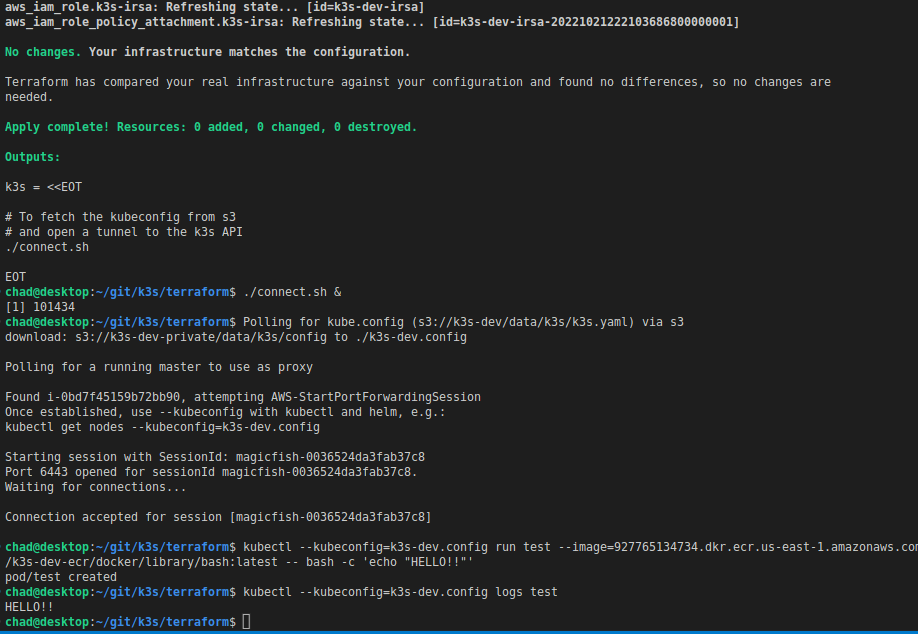 aws_iam_role.k3s-irsa: Refreshing state... [id=k3s-dev-irsa]
aws_iam_role_policy_attachment.k3s-irsa: Refreshing state... [id=k3s-dev-irsa-20221021222103686800000001]
No changes. Your infrastructure matches the configuration.
Terraform has compared your real infrastructure against your configuration and found no differences, so no changes are
needed.
Apply complete! Resources: 0 added, 0 changed, 0 destroyed.
Outputs:
k3s = <<EOT
# To fetch the kubeconfig from s3
# and open a tunnel to the k3s API
./connect.sh
EOT
chad@desktop:~/git/k3s/terraform$ ./connect.sh &
[1] 101434
chad@desktop:~/git/k3s/terraform$ Polling for kube.config (s3://k3s-dev/data/k3s/k3s.yaml) via s3
download: s3://k3s-dev-private/data/k3s/config to ./k3s-dev.config
Polling for a running master to use as proxy
Found i-0bd7f45159b72bb90, attempting AWS-StartPortForwardingSession
Once established, use --kubeconfig with kubectl and helm, e.g.:
kubectl get nodes --kubeconfig=k3s-dev.config
Starting session with SessionId: magicfish-0036524da3fab37c8
Port 6443 opened for sessionId magicfish-0036524da3fab37c8.
Waiting for connections...
Connection accepted for session [magicfish-0036524da3fab37c8]
chad@desktop:~/git/k3s/terraform$ kubectl --kubeconfig=k3s-dev.config run test --image=927765134734.dkr.ecr.us-east-1.amazonaws.com
/k3s-dev-ecr/docker/library/bash:latest -- bash -c 'echo "HELLO!!"'
pod/test created
chad@desktop:~/git/k3s/terraform$ kubectl --kubeconfig=k3s-dev.config logs test
HELLO!!
chad@desktop:~/git/k3s/terraform$